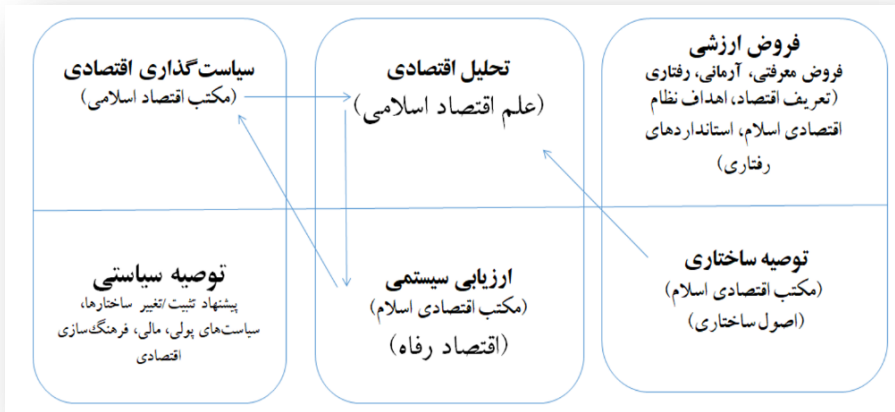 فروض ارزشی
فروض معرفتی، آرمانی، رفتاری
(تعریف اقتصاد، اهداف نظام
اقتصادی اسلام، استانداردهای
رفتاری)
توصیه ساختاری
(مکتب اقتصادی اسلام)
(اصول ساختاری)
تحلیل اقتصادی
(علم اقتصاد اسلامی)
ارزیابی سیستمی
(مکتب اقتصادی اسلام)
(اقتصاد رفاه)
سیاست‌گذاری اقتصادی
(مکتب اقتصاد اسلامی)
توصیه سیاستی
پیشنهاد تثبیت/تغییر ساختارها،
سیاست‌های پولی، مالی، فرهنگ‌سازی
اقتصادی